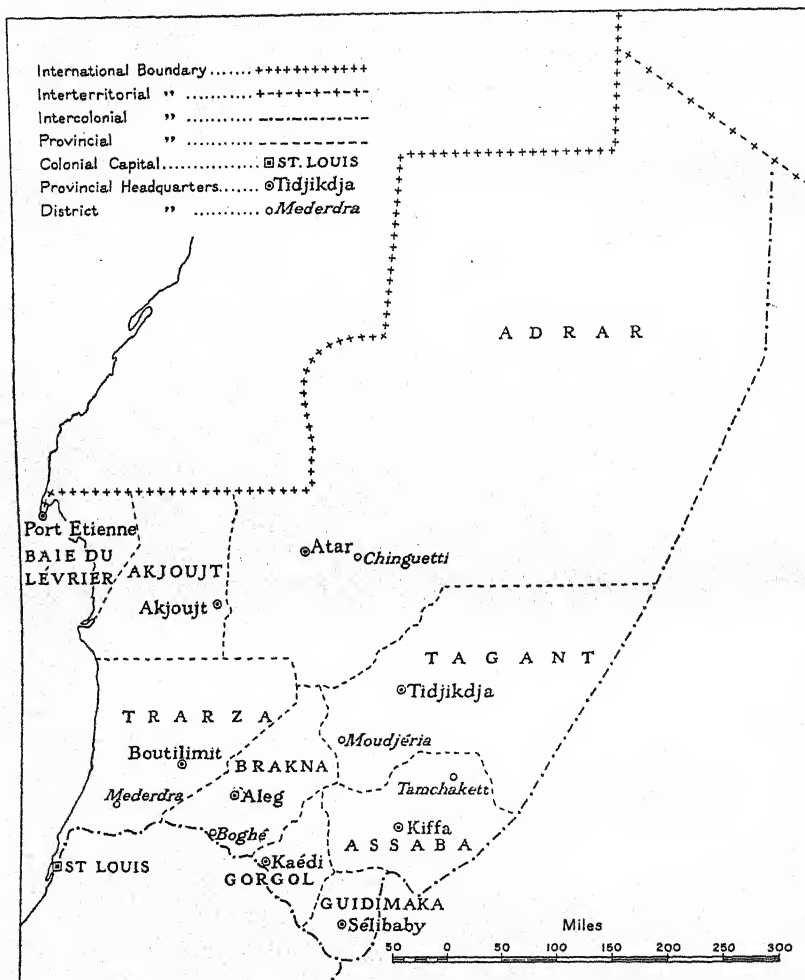 International Boundary.......+++++++++++++
Interterritorial " ..........+-+-+-+-+-+-+
Intercolonial " ..........—·—·—·—·—
Provincial " ..........-----------
Colonial Capital...............ST. LOUIS
Provincial Headquarters......Tidjikdja
District " ...........Mederdra
ADRAR
Port Etienne
BAIE DU
LÉVRIER
AKJOUJT
Akjoujt
Atar
Chinguetti
TAGANT
Tidjikdja
TRARZA
Boutilimit
Moudjéria
BRAKNA
Tamchakett
Mederdra
Aleg
Boghé
Kiffa
ASSABA
ST LOUIS
Kaédi
GORGOL
GUIDIMAKA
Sélibaby
Miles
50 0 50 100 150 200 250 300